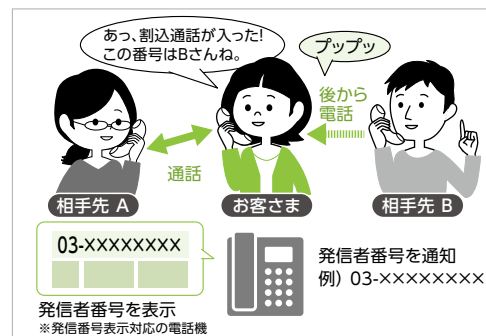 あっ、割込通話が入った!
この番号はBさんね。
プップッ
後から
電話
通話
相手先 A
お客さま
相手先 B
03-××××××××
発信者番号を通知
例) 03-××××××××
発信者番号を表示
※発信番号表示対応の電話機